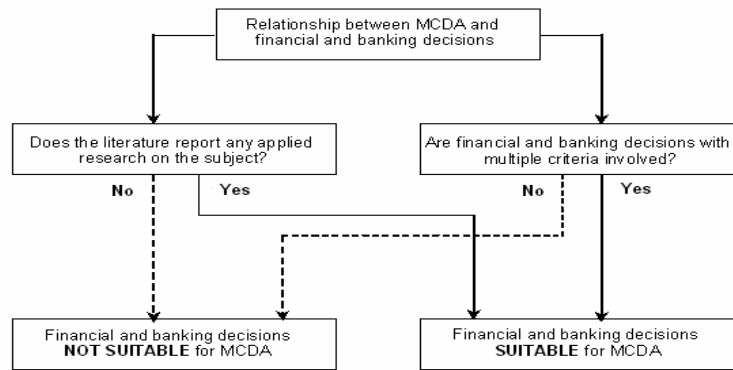 Relationship between MCDA and
financial and banking decisions
Does the literature report any applied
research on the subject?
Are financial and banking decisions with
multiple criteria involved?
No
Yes
No
Yes
Financial and banking decisions
NOT SUITABLE for MCDA
Financial and banking decisions
SUITABLE for MCDA